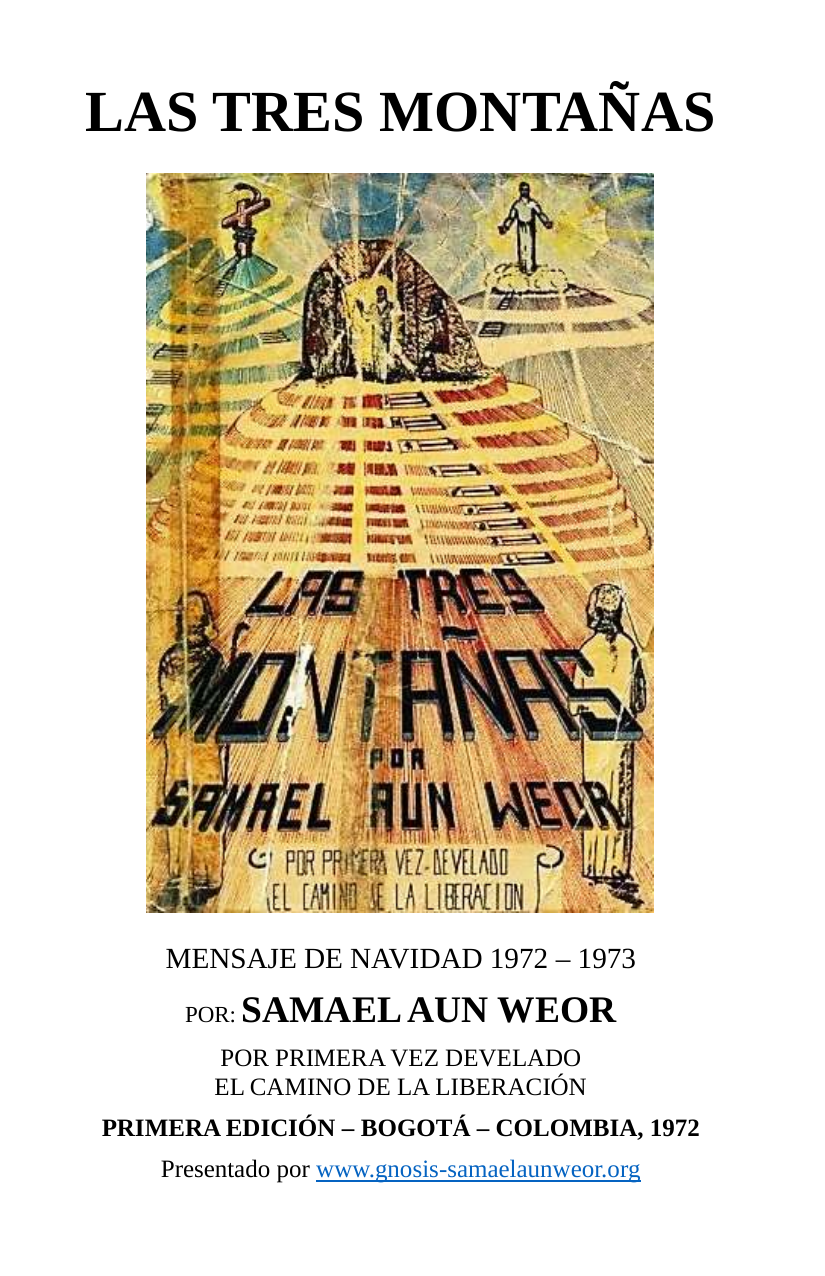 LAS TRES MONTAÑAS
LAS TRES
MONTAÑAS
POR
SAMAEL AUN WEOR
POR PRIMERA VEZ DEVELADO
EL CAMINO DE LA LIBERACION
MENSAJE DE NAVIDAD 1972 – 1973
POR: SAMAEL AUN WEOR
POR PRIMERA VEZ DEVELADO
EL CAMINO DE LA LIBERACIÓN
PRIMERA EDICIÓN – BOGOTÁ – COLOMBIA, 1972
Presentado por www.gnosis-samaelaunweor.org